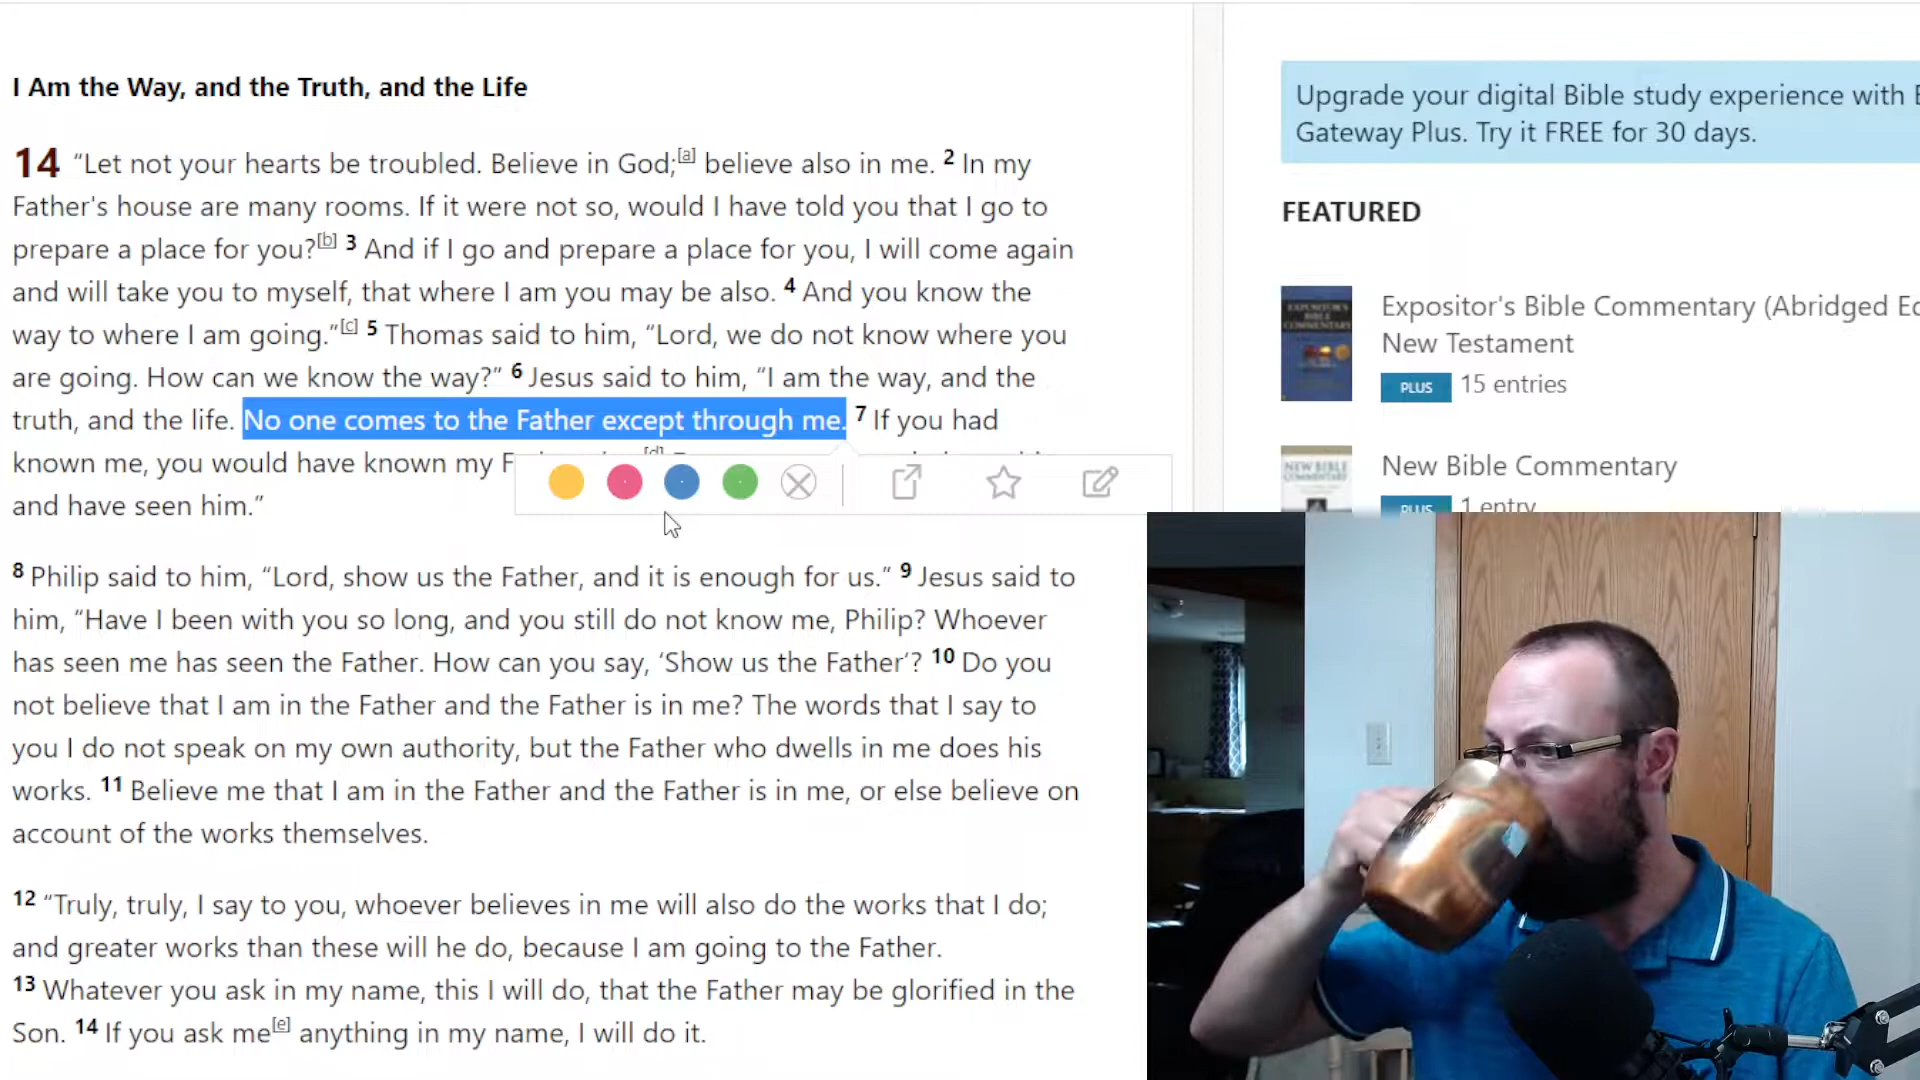 I Am the Way, and the Truth, and the Life
14 “Let not your hearts be troubled. Believe in God;[a] believe also in me. 2 In my
Father's house are many rooms. If it were not so, would I have told you that I go to
prepare a place for you?[b] 3 And if I go and prepare a place for you, I will come again
and will take you to myself, that where I am you may be also. 4 And you know the
way to where I am going.”[c] 5 Thomas said to him, “Lord, we do not know where you
are going. How can we know the way?” 6 Jesus said to him, “I am the way, and the
truth, and the life. No one comes to the Father except through me. 7 If you had
known me, you would have known my
and have seen him.”
8 Philip said to him, “Lord, show us the Father, and it is enough for us.” 9 Jesus said to
him, “Have I been with you so long, and you still do not know me, Philip? Whoever
has seen me has seen the Father. How can you say, ‘Show us the Father’? 10 Do you
not believe that I am in the Father and the Father is in me? The words that I say to
you I do not speak on my own authority, but the Father who dwells in me does his
works. 11 Believe me that I am in the Father and the Father is in me, or else believe on
account of the works themselves.
12 “Truly, truly, I say to you, whoever believes in me will also do the works that I do;
and greater works than these will he do, because I am going to the Father.
13 Whatever you ask in my name, this I will do, that the Father may be glorified in the
Son. 14 If you ask me[e] anything in my name, I will do it.
Upgrade your digital Bible study experience with
Gateway Plus. Try it FREE for 30 days.
FEATURED
EXPOSITOR'S
BIBLE
COMMENTARY
Expositor's Bible Commentary (Abridged
New Testament
PLUS 15 entries
NEW BIBLE
COMMENTARY
New Bible Commentary
PLUS 1 entry